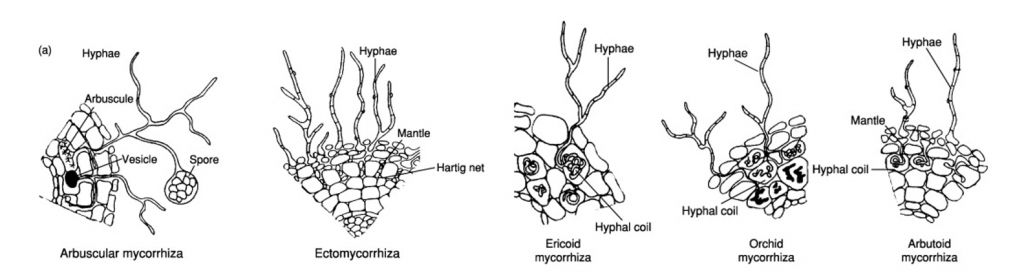 (a)
Hyphae
Arbuscule
Vesicle
Spore
Arbuscular mycorrhiza
Hyphae
Mantle
Hartig net
Ectomycorrhiza
Hyphae
Hyphal coil
Ericoid
mycorrhiza
Hyphae
Hyphal coil
Orchid
mycorrhiza
Hyphae
Mantle
Hyphal coil
Arbutoid
mycorrhiza